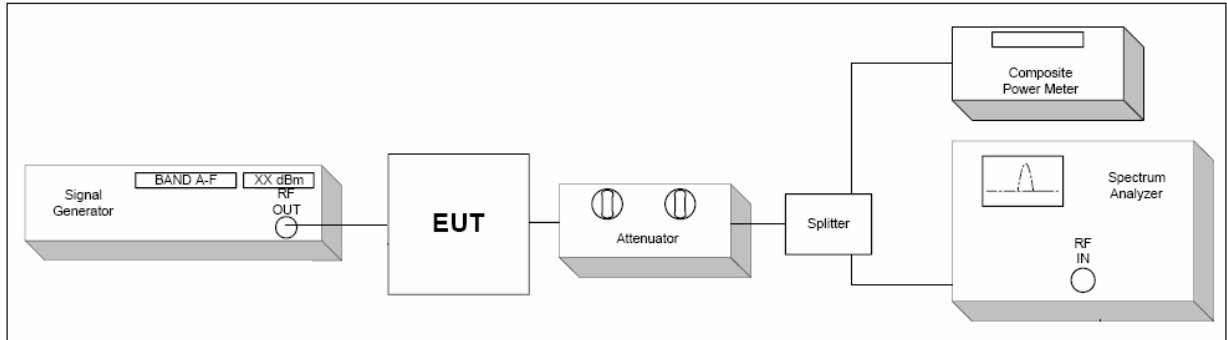 Composite
Power Meter
BAND A-F
XX dBm
Signal
Generator
RF
OUT
EUT
Attenuator
Splitter
Spectrum
Analyzer
RF
IN